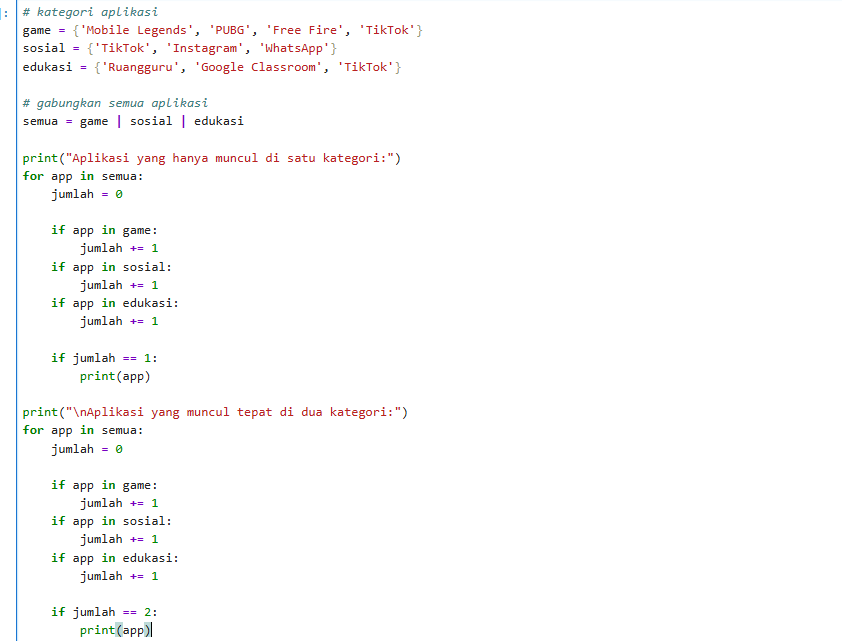 ]:
# kategori aplikasi
game = {'Mobile Legends', 'PUBG', 'Free Fire', 'TikTok'}
sosial = {'TikTok', 'Instagram', 'WhatsApp'}
edukasi = {'Ruangguru', 'Google Classroom', 'TikTok'}

# gabungkan semua aplikasi
semua = game | sosial | edukasi

print("Aplikasi yang hanya muncul di satu kategori:")
for app in semua:
    jumlah = 0

    if app in game:
        jumlah += 1
    if app in sosial:
        jumlah += 1
    if app in edukasi:
        jumlah += 1

    if jumlah == 1:
        print(app)

print("\nAplikasi yang muncul tepat di dua kategori:")
for app in semua:
    jumlah = 0

    if app in game:
        jumlah += 1
    if app in sosial:
        jumlah += 1
    if app in edukasi:
        jumlah += 1

    if jumlah == 2:
        print(app)